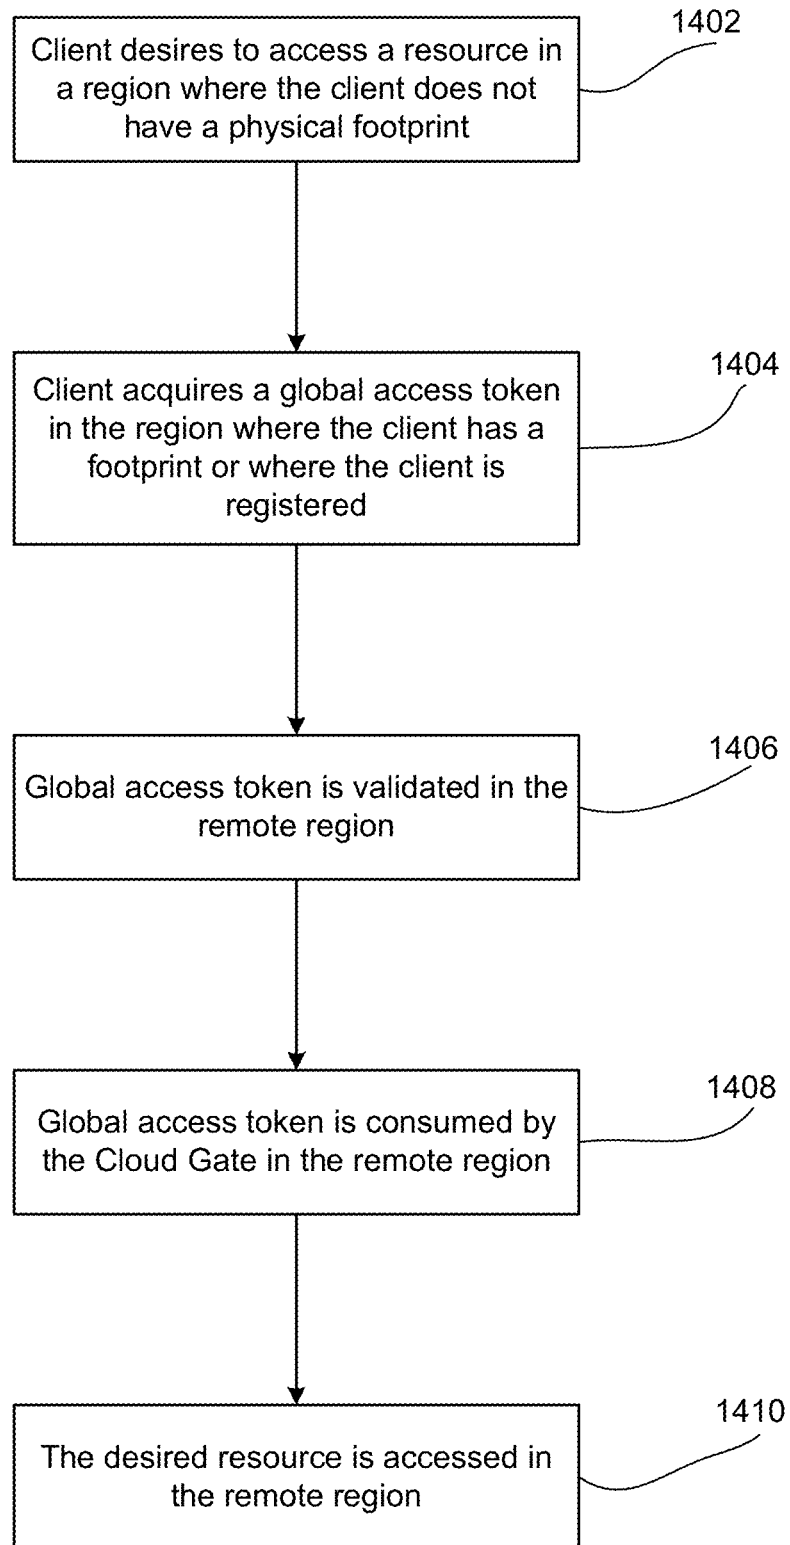 1402
Client desires to access a resource in
a region where the client does not
have a physical footprint
1404
Client acquires a global access token
in the region where the client has a
footprint or where the client is
registered
1406
Global access token is validated in the
remote region
1408
Global access token is consumed by
the Cloud Gate in the remote region
1410
The desired resource is accessed in
the remote region